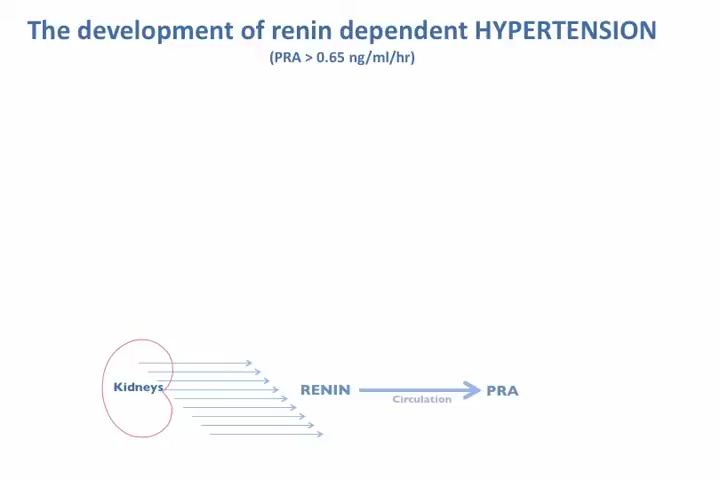 The development of renin dependent HYPERTENSION
(PRA > 0.65 ng/ml/hr)
Kidneys
RENIN
Circulation
PRA